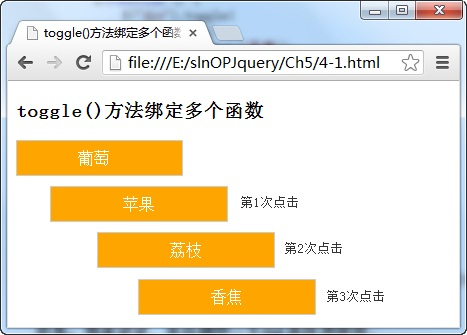 toggle()方法绑定多个函
file:///E:/slnOPJquery/Ch5/4-1.html
toggle()方法绑定多个函数
葡萄
苹果 第1次点击
荔枝 第2次点击
香焦 第3次点击